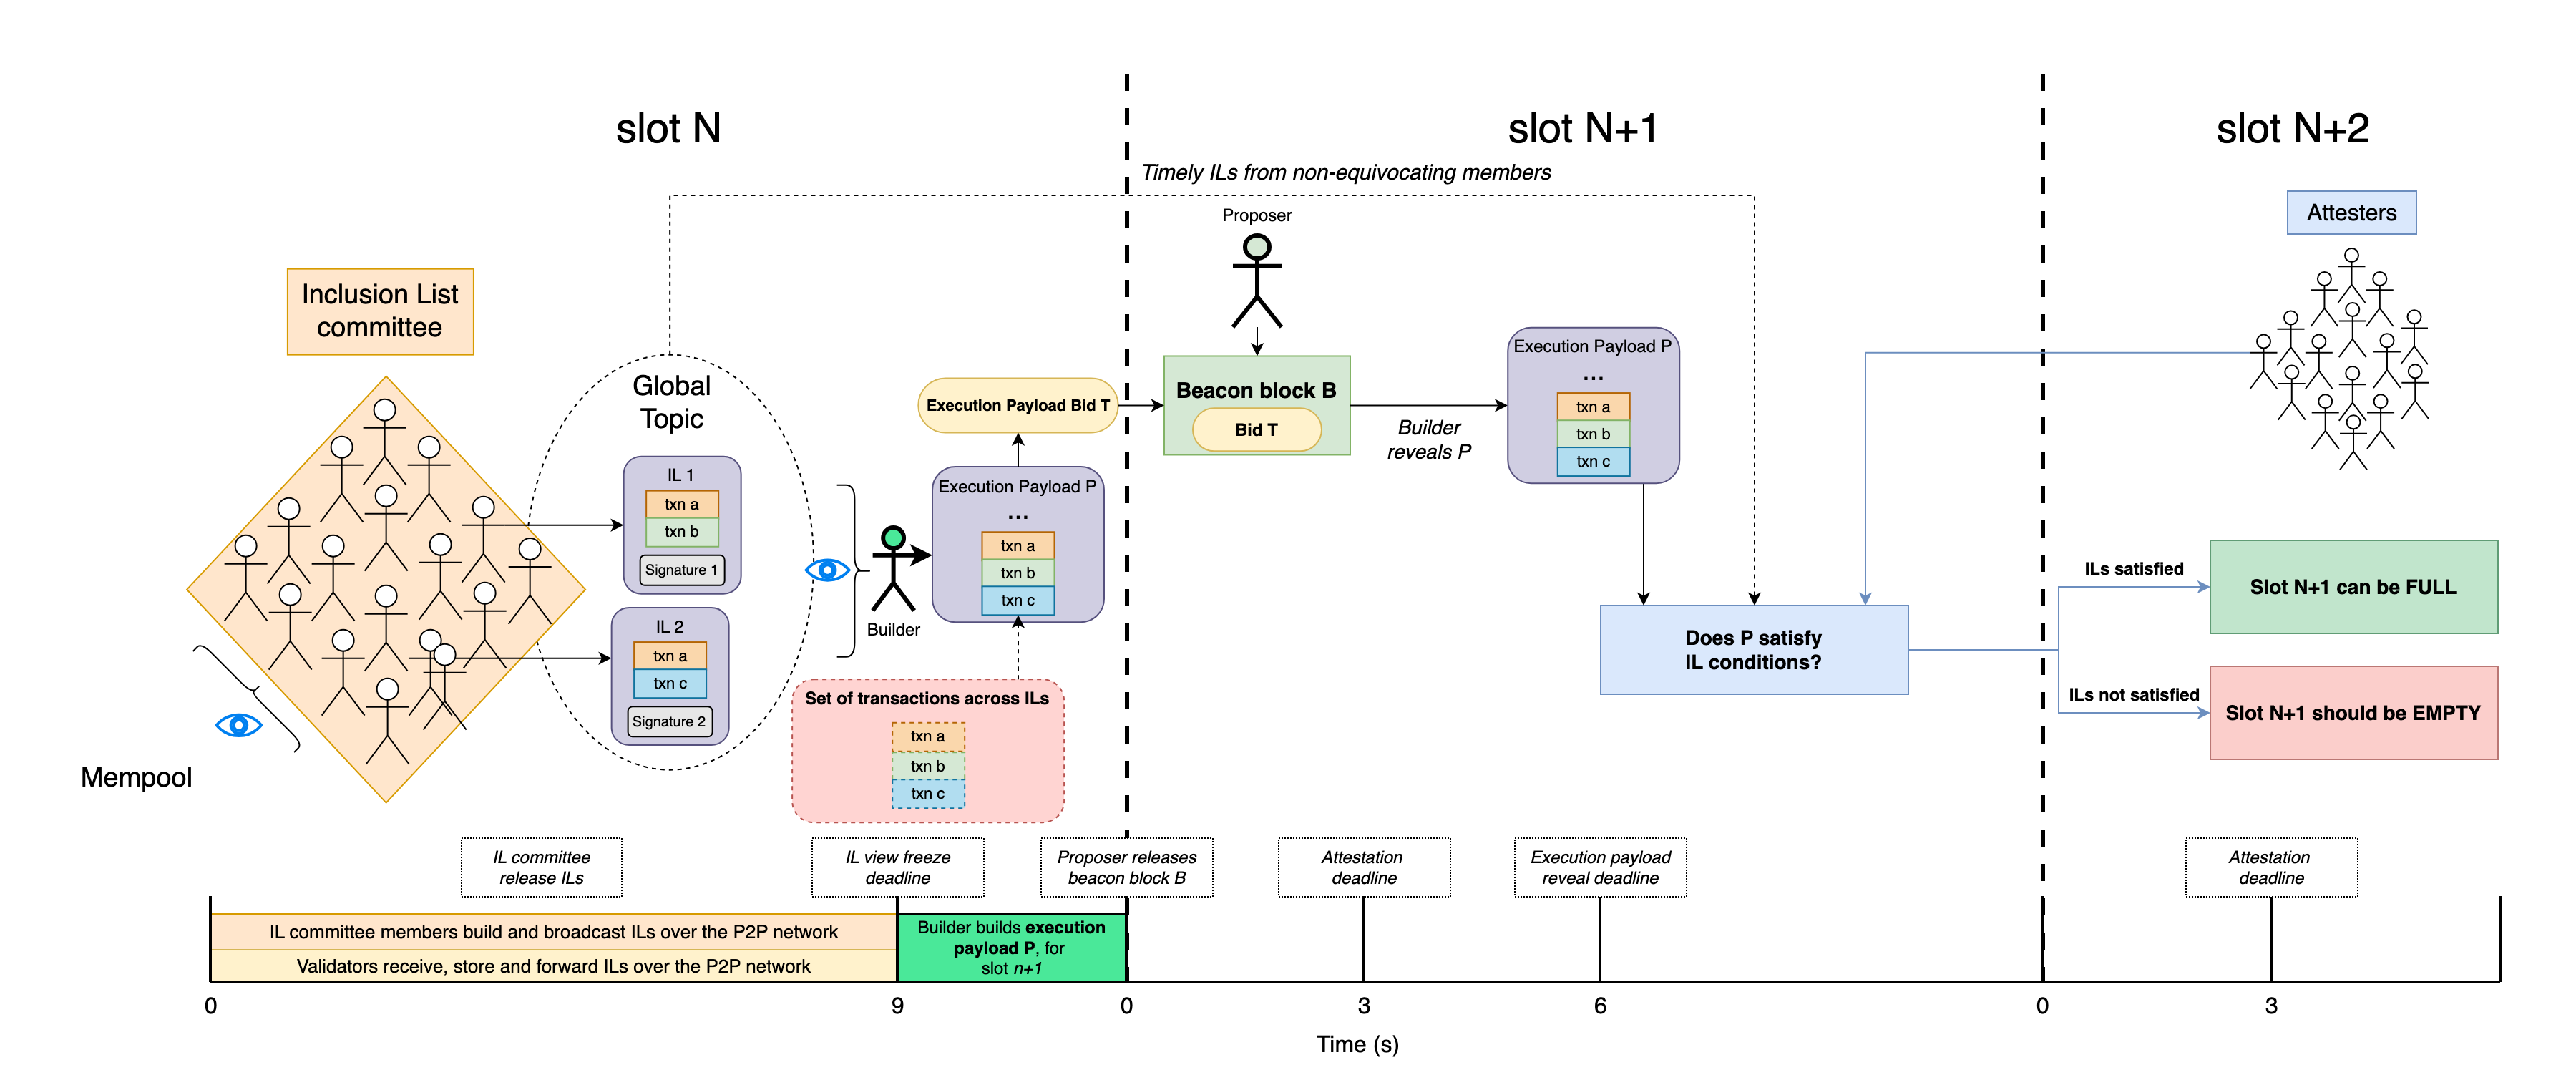 slot N
slot N+1
slot N+2
Timely ILs from non-equivocating members
Proposer
Attesters
Inclusion List
committee
Global
Topic
IL 1
txn a
txn b
Signature 1
IL 2
txn a
txn c
Signature 2
Mempool
Builder
Execution Payload Bid T
Execution Payload P
...
txn a
txn b
txn c
Set of transactions across ILs
txn a
txn b
txn c
Beacon block B
Bid T
Builder
reveals P
Execution Payload P
...
txn a
txn b
txn c
Does P satisfy
IL conditions?
ILs satisfied
Slot N+1 can be FULL
ILs not satisfied
Slot N+1 should be EMPTY
IL committee
release ILs
IL view freeze
deadline
Proposer releases
beacon block B
Attestation
deadline
Execution payload
reveal deadline
Attestation
deadline
IL committee members build and broadcast ILs over the P2P network
Validators receive, store and forward ILs over the P2P network
Builder builds execution
payload P, for
slot n+1
0
9
0
3
6
0
3
Time (s)